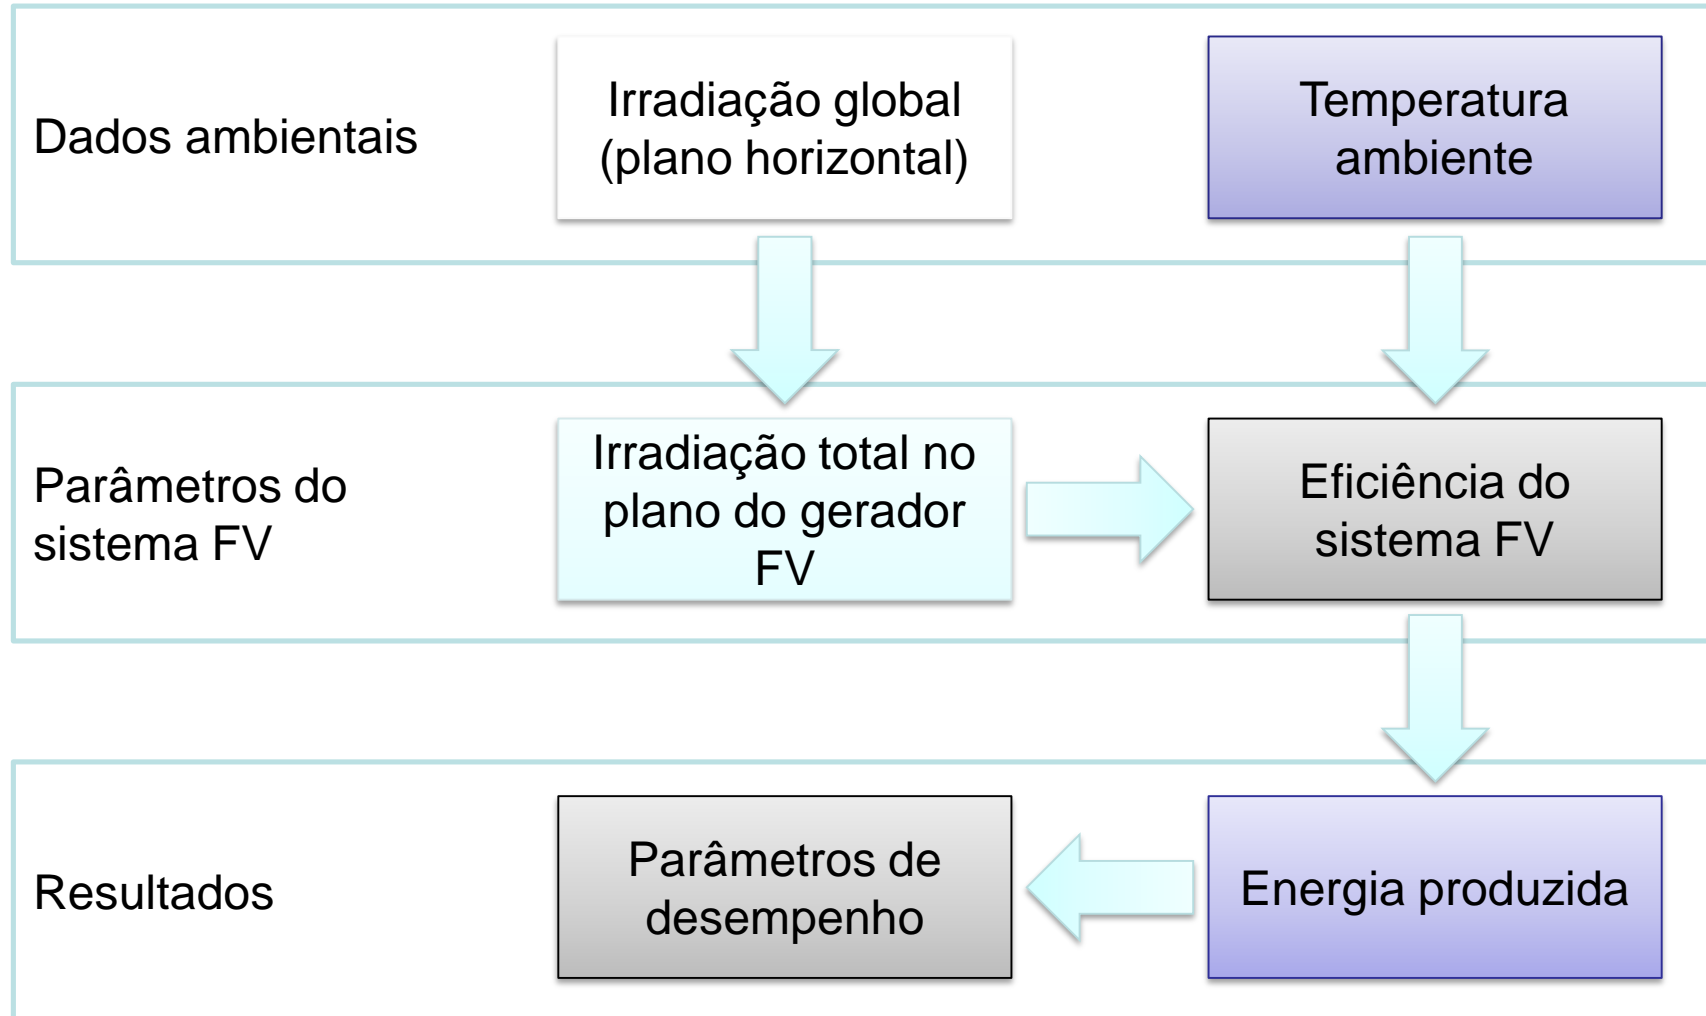 Dados ambientais
Irradiação global
(plano horizontal)
Temperatura
ambiente
Parâmetros do
sistema FV
Irradiação total no
plano do gerador
FV
Eficiência do
sistema FV
Resultados
Parâmetros de
desempenho
Energia produzida